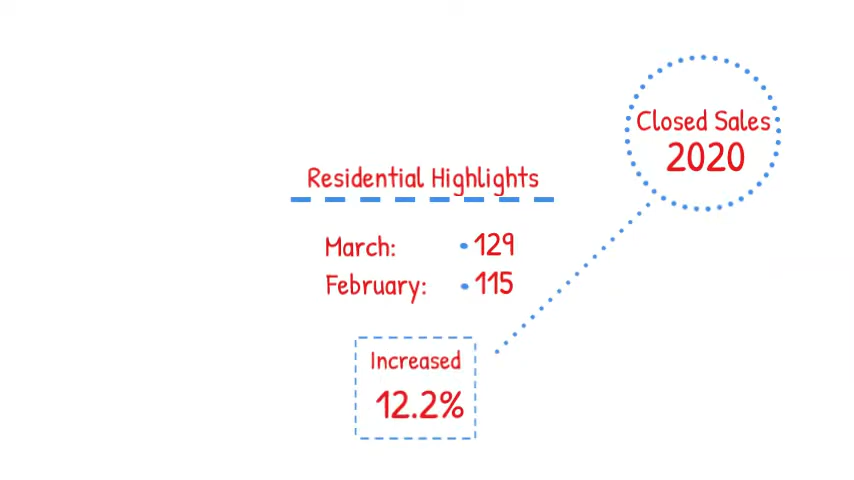 Closed Sales
2020
Residential Highlights
March: • 129
February: • 115
Increased
12.2%